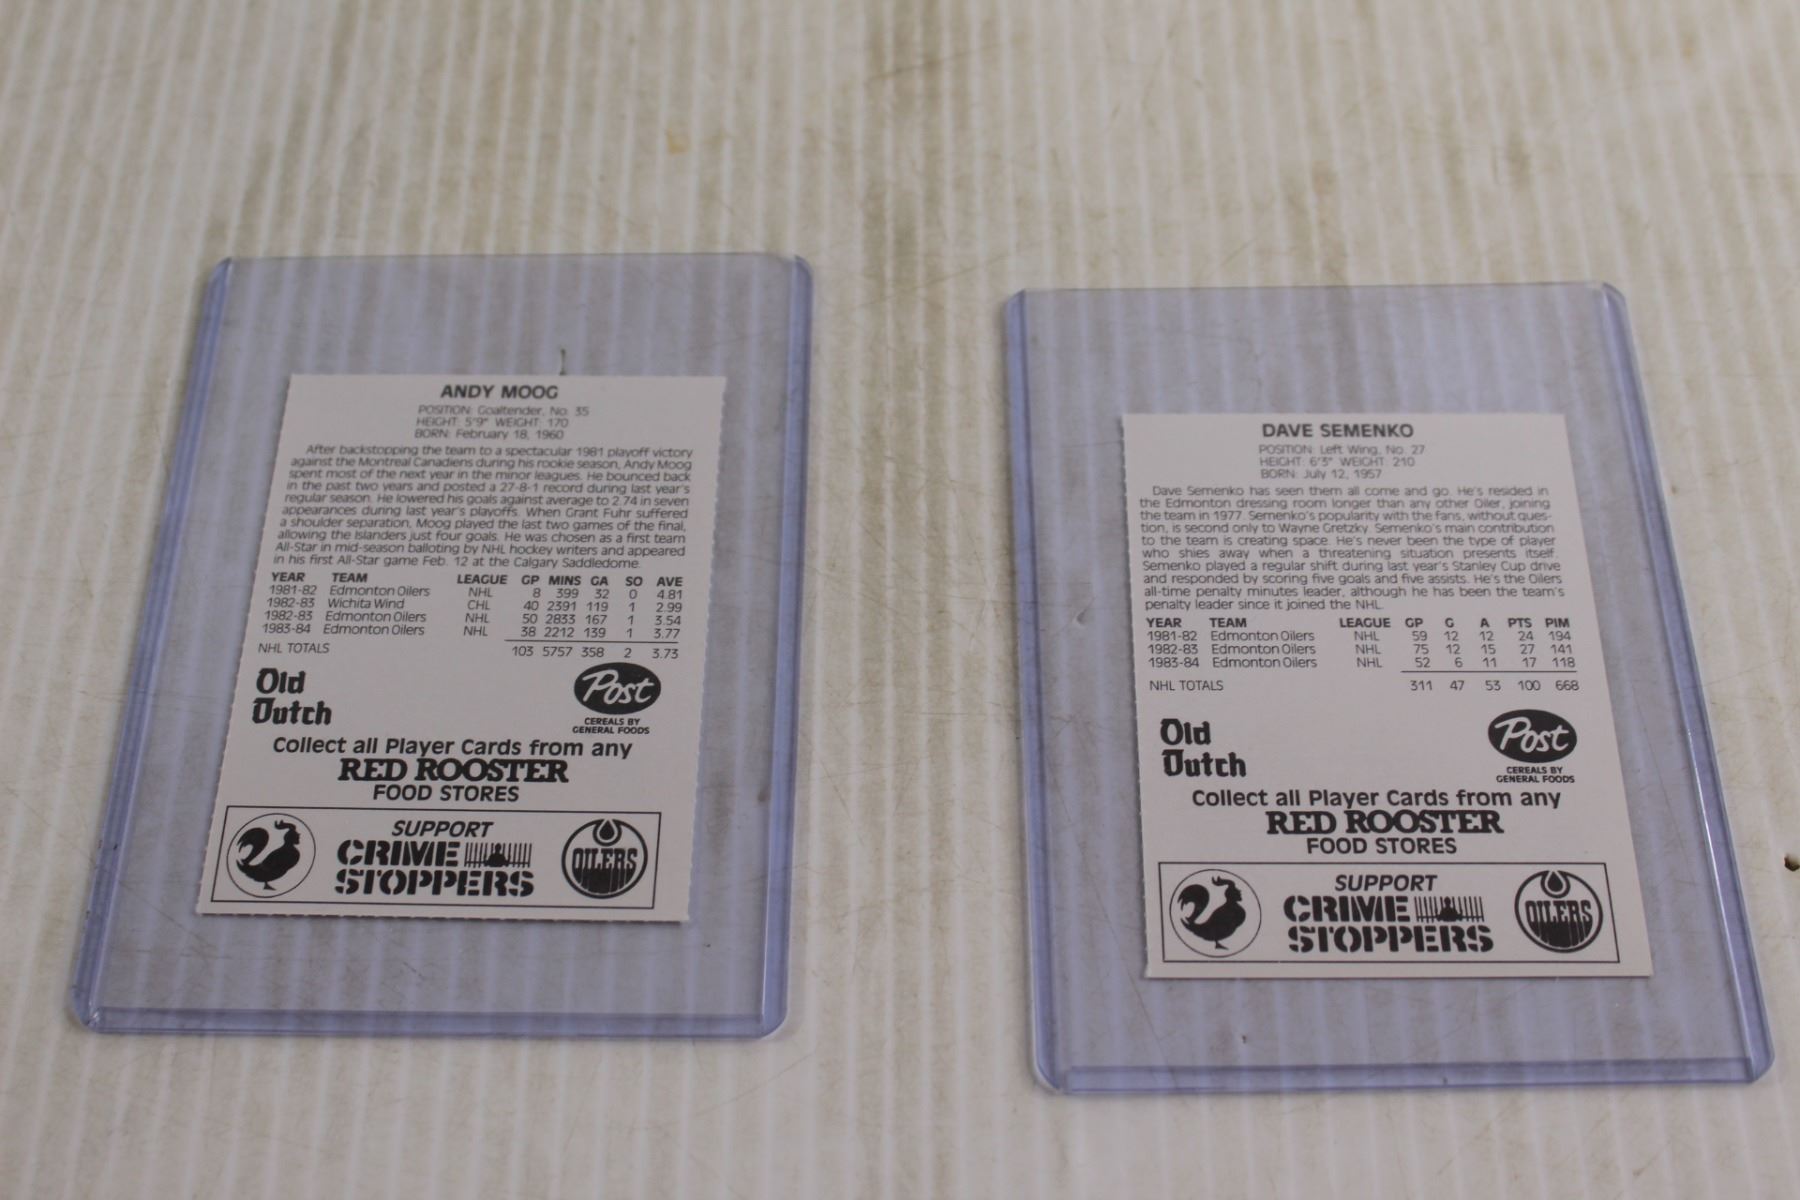 ANDY MOOG
POSITION: Goaltender, No. 35
HEIGHT: 5'9" WEIGHT: 170
BORN: February 18, 1960
After backstopping the team to a spectacular 1981 playoff victory
against the Montreal Canadiens during his rookie season, Andy Moog
spent most of the next year in the minor leagues. He bounced back
in the past two years and posted a 27-8-1 record during last year's
regular season. He lowered his goals against average to 2.74 in seven
appearances during last year's playoffs. When Grant Fuhr suffered
a shoulder separation, Moog played the last two games of the final,
allowing the Islanders just four goals. He was chosen as a first team
All-Star in mid-season balloting by NHL hockey writers and appeared
in his first All-Star game Feb. 12 at the Calgary Saddledome.
YEAR TEAM LEAGUE GP MINS GA SO AVE
1981-82 Edmonton Oilers NHL 8 399 32 0 4.81
1982-83 Wichita Wind CHL 40 2391 119 1 2.99
1982-83 Edmonton Oilers NHL 50 2833 167 1 3.54
1983-84 Edmonton Oilers NHL 38 2212 139 1 3.77
NHL TOTALS 103 5757 358 2 3.73
Old
Dutch
Post
CEREALS BY
GENERAL FOODS
Collect all Player Cards from any
RED ROOSTER
FOOD STORES
SUPPORT
CRIME
STOPPERS
OILERS
DAVE SEMENKO
POSITION: Left Wing, No. 27
HEIGHT: 6'3" WEIGHT: 210
BORN: July 12, 1957
Dave Semenko has seen them all come and go. He's resided in
the Edmonton dressing room longer than any other Oiler, joining
the team in 1977. Semenko's popularity with the fans, without ques-
tion, is second only to Wayne Gretzky. Semenko's main contribution
to the team is creating space. He's never been the type of player
who shies away when a threatening situation presents itself.
Semenko played a regular shift during last year's Stanley Cup drive
and responded by scoring five goals and five assists. He's the Oilers
all-time penalty minutes leader, although he has been the team's
penalty leader since it joined the NHL.
YEAR TEAM LEAGUE GP G A PTS PIM
1981-82 Edmonton Oilers NHL 59 12 12 24 194
1982-83 Edmonton Oilers NHL 75 12 15 27 141
1983-84 Edmonton Oilers NHL 52 6 11 17 118
NHL TOTALS 311 47 53 100 668
Old
Dutch
Post
CEREALS BY
GENERAL FOODS
Collect all Player Cards from any
RED ROOSTER
FOOD STORES
SUPPORT
CRIME
STOPPERS
OILERS